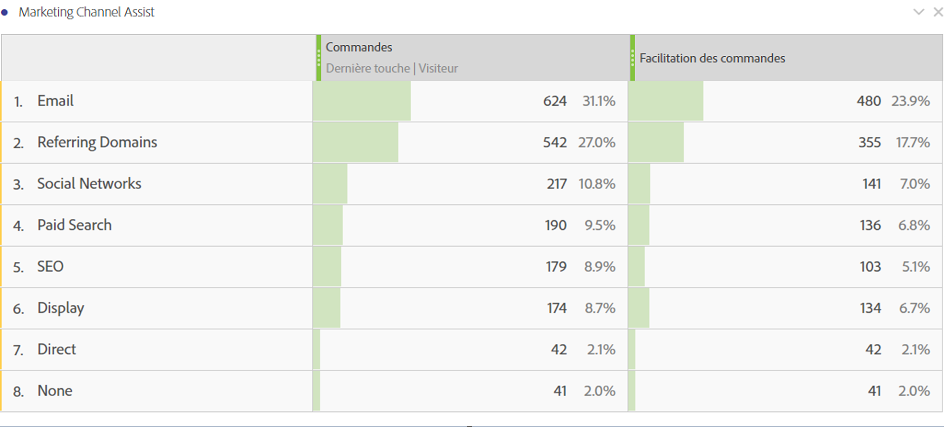 Marketing Channel Assist
Commandes
Dernière touche | Visiteur
Facilitation des commandes
1. Email 624 31.1% 480 23.9%
2. Referring Domains 542 27.0% 355 17.7%
3. Social Networks 217 10.8% 141 7.0%
4. Paid Search 190 9.5% 136 6.8%
5. SEO 179 8.9% 103 5.1%
6. Display 174 8.7% 134 6.7%
7. Direct 42 2.1% 42 2.1%
8. None 41 2.0% 41 2.0%